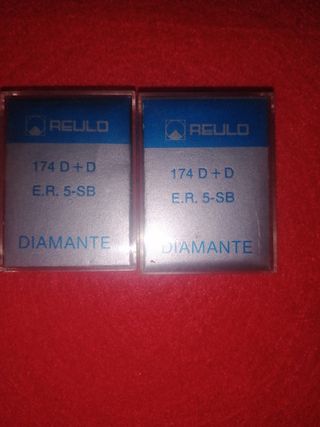 REULO
174 D+D
E.R. 5-SB
DIAMANTE
REULO
174 D+D
E.R. 5-SB
DIAMANTE